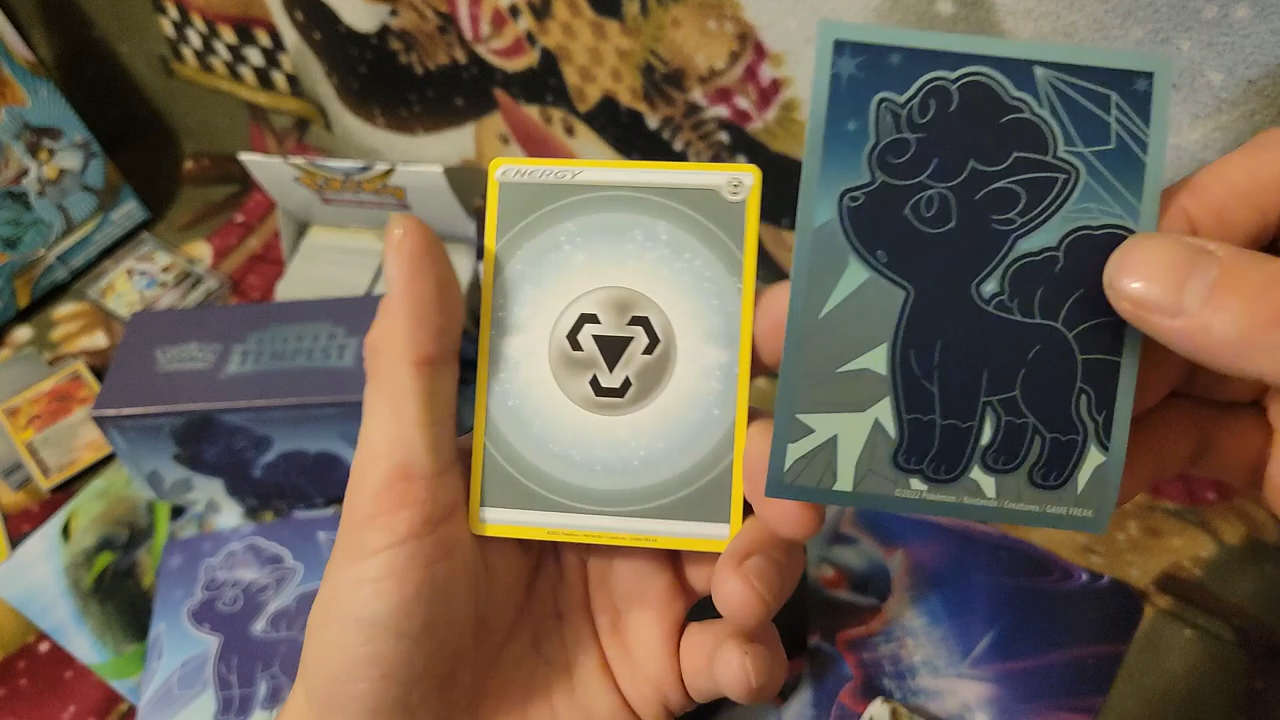 ENERGY
SILVER
TEMPEST
©2022 Pokémon / Nintendo / Creatures / GAME FREAK.